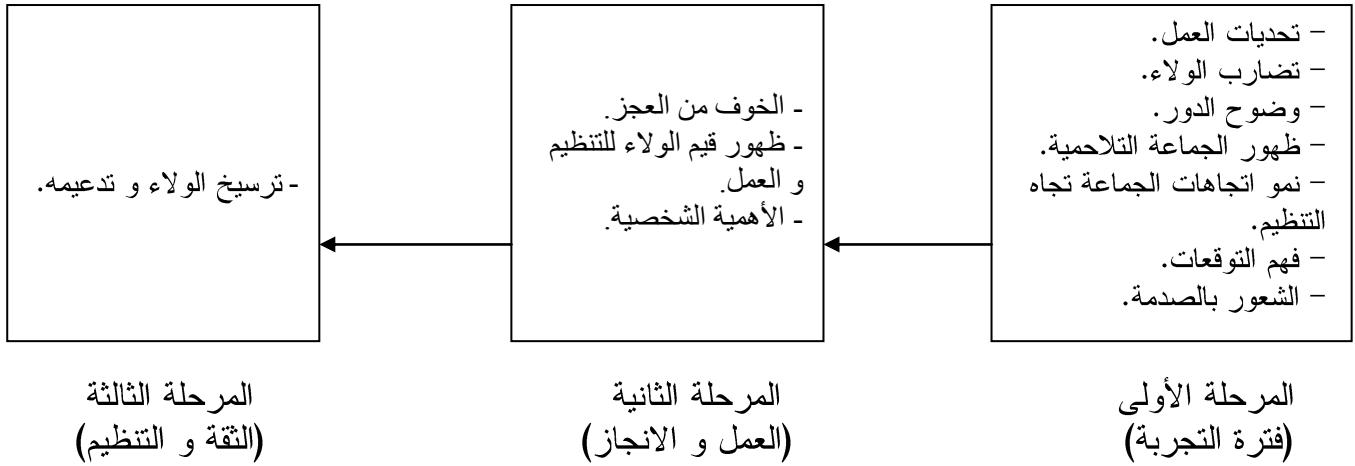 – تحديات العمل.
– تضارب الولاء.
– وضوح الدور.
– ظهور الجماعة التلاحمية.
– نمو اتجاهات الجماعة تجاه
التنظيم.
– فهم التوقعات.
– الشعور بالصدمة.
المرحلة الأولى
(فترة التجربة)
- الخوف من العجز.
- ظهور قيم الولاء للتنظيم
و العمل.
- الأهمية الشخصية.
المرحلة الثانية
(العمل و الانجاز)
- ترسيخ الولاء و تدعيمه.
المرحلة الثالثة
(الثقة و التنظيم)